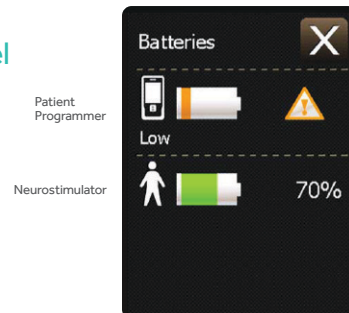 el
Batteries
X
Patient
Programmer
Low
Neurostimulator
70%